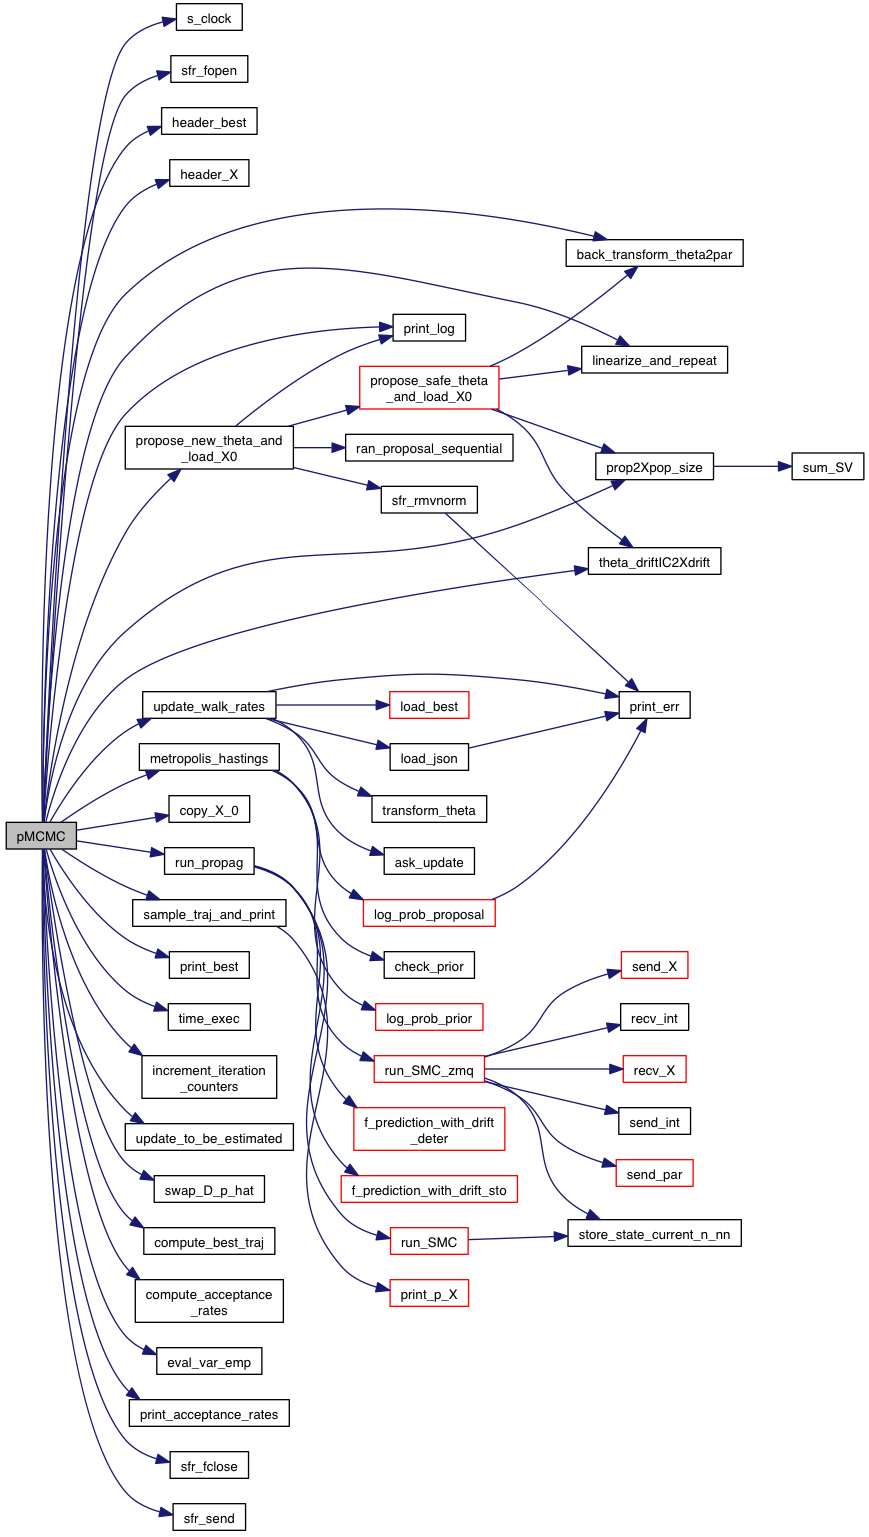 s_clock
sfr_fopen
header_best
header_X
back_transform_theta2par
print_log
linearize_and_repeat
propose_safe_theta
_and_load_X0
propose_new_theta_and
_load_X0
ran_proposal_sequential
prop2Xpop_size
sum_SV
sfr_rmvnorm
theta_driftIC2Xdrift
update_walk_rates
load_best
print_err
metropolis_hastings
load_json
copy_X_0
transform_theta
pMCMC
run_propag
ask_update
sample_traj_and_print
log_prob_proposal
print_best
check_prior
send_X
time_exec
log_prob_prior
recv_int
increment_iteration
_counters
run_SMC_zmq
recv_X
update_to_be_estimated
f_prediction_with_drift
_deter
send_int
swap_D_p_hat
f_prediction_with_drift_sto
send_par
compute_best_traj
run_SMC
store_state_current_n_nn
compute_acceptance
_rates
print_p_X
eval_var_emp
print_acceptance_rates
sfr_fclose
sfr_send